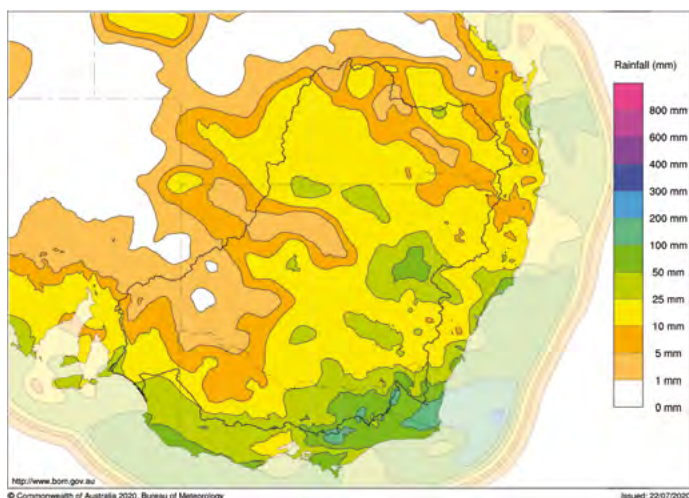 Rainfall (mm)
800 mm
600 mm
400 mm
300 mm
200 mm
100 mm
50 mm
25 mm
10 mm
5 mm
1 mm
0 mm
http://www.bom.gov.au
© Commonwealth of Australia 2020, Bureau of Meteorology
Issued: 22/07/2020